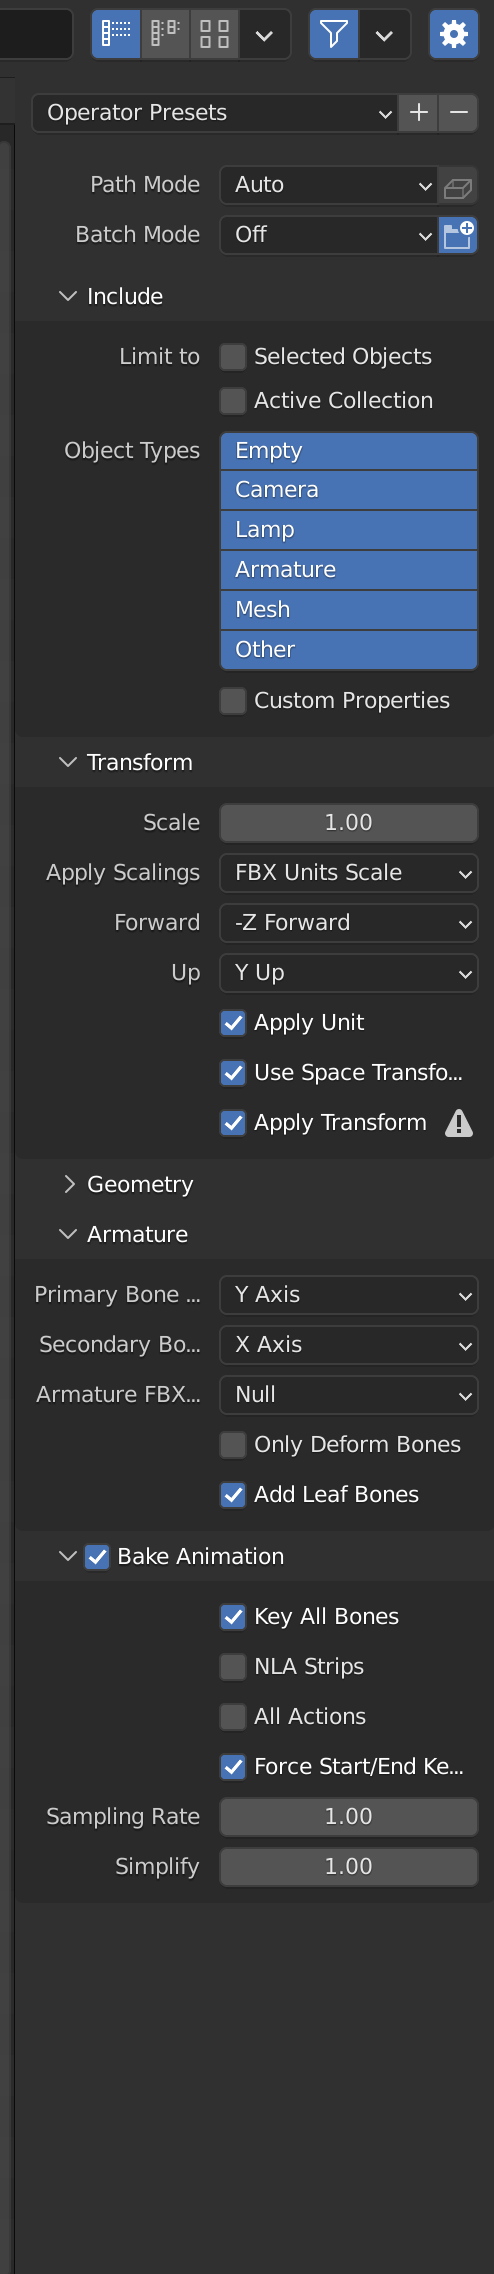 Operator Presets
Path Mode Auto
Batch Mode Off
Include
Limit to Selected Objects
Active Collection
Object Types Empty
Camera
Lamp
Armature
Mesh
Other
Custom Properties
Transform
Scale 1.00
Apply Scalings FBX Units Scale
Forward -Z Forward
Up Y Up
Apply Unit
Use Space Transfo...
Apply Transform
Geometry
Armature
Primary Bone ... Y Axis
Secondary Bo... X Axis
Armature FBX... Null
Only Deform Bones
Add Leaf Bones
Bake Animation
Key All Bones
NLA Strips
All Actions
Force Start/End Ke...
Sampling Rate 1.00
Simplify 1.00